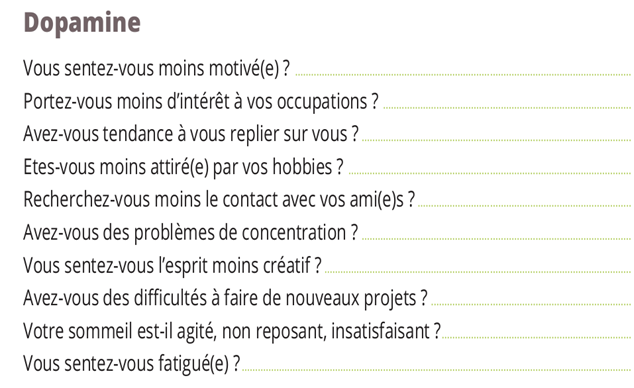 Dopamine
Vous sentez-vous moins motivé(e) ?
Portez-vous moins d’intérêt à vos occupations ?
Avez-vous tendance à vous replier sur vous ?
Etes-vous moins attiré(e) par vos hobbies ?
Recherchez-vous moins le contact avec vos ami(e)s ?
Avez-vous des problèmes de concentration ?
Vous sentez-vous l’esprit moins créatif ?
Avez-vous des difficultés à faire de nouveaux projets ?
Votre sommeil est-il agité, non reposant, insatisfaisant ?
Vous sentez-vous fatigué(e) ?